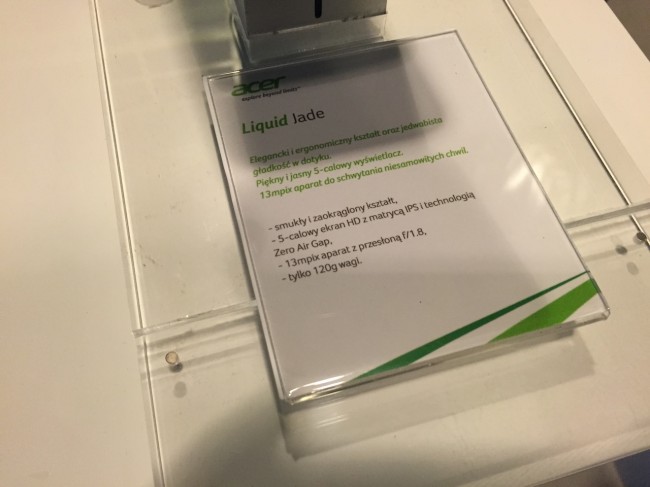 acer
explore beyond limits™
Liquid Jade
Elegancki i ergonomiczny kształt oraz jedwabista
gładkość w dotyku.
Piękny i jasny 5-calowy wyświetlacz.
13mpix aparat do schwytania niesamowitych chwil.
- smukły i zaokrąglony kształt,
- 5-calowy ekran HD z matrycą IPS i technologią
Zero Air Gap,
- 13mpix aparat z przesłoną f/1.8,
- tylko 120g wagi.